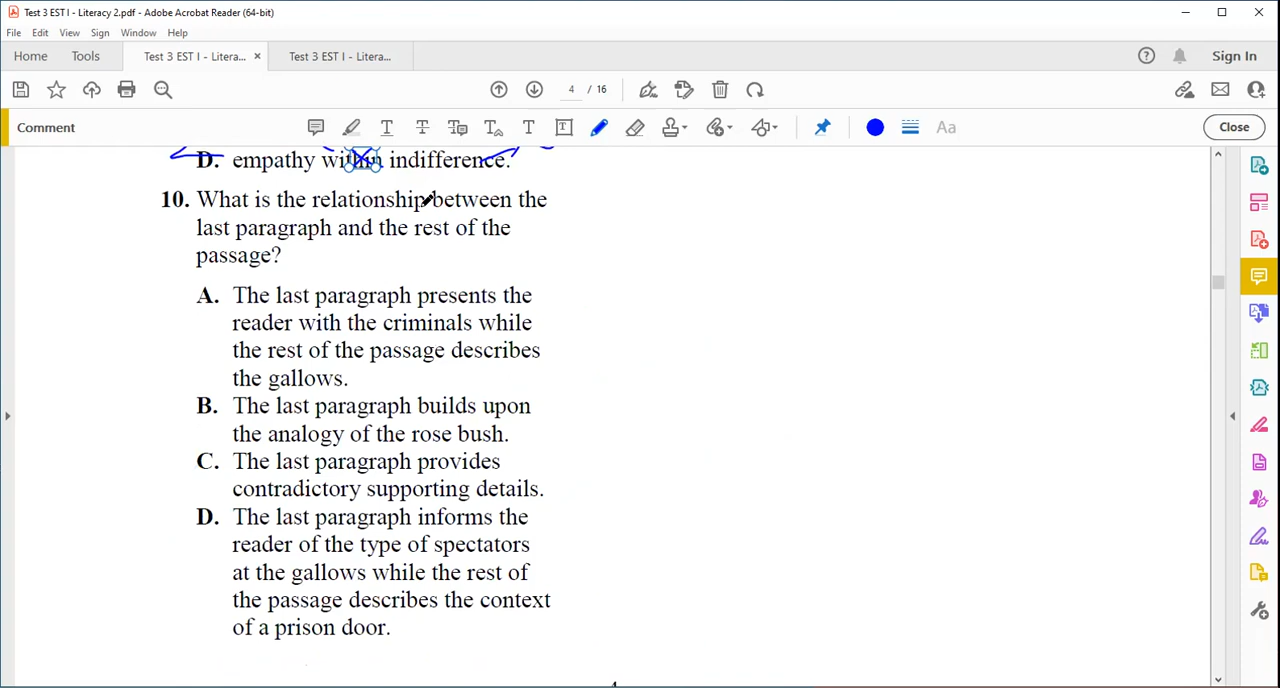 Test 3 EST I - Literacy 2.pdf - Adobe Acrobat Reader (64-bit)
File Edit View Sign Window Help
Home Tools Test 3 EST I - Litera... × Test 3 EST I - Litera... Sign In
4 / 16
Comment Aa Close
D. empathy within indifference.
10. What is the relationship between the
last paragraph and the rest of the
passage?
A. The last paragraph presents the
reader with the criminals while
the rest of the passage describes
the gallows.
B. The last paragraph builds upon
the analogy of the rose bush.
C. The last paragraph provides
contradictory supporting details.
D. The last paragraph informs the
reader of the type of spectators
at the gallows while the rest of
the passage describes the context
of a prison door.